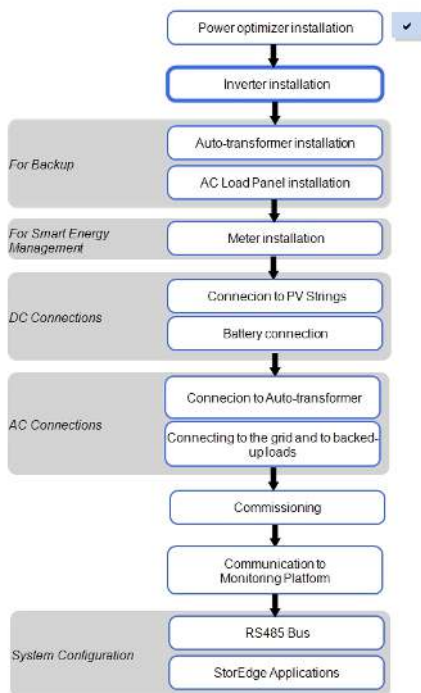 Power optimizer installation
Inverter installation
For Backup
Auto-transformer installation
AC Load Panel installation
For Smart Energy
Management
Meter installation
DC Connections
Connecion to PV Strings
Battery connection
AC Connections
Connecion to Auto-transformer
Connecting to the grid and to backed-
up loads
Commissioning
Communication to
Monitoring Platform
System Configuration
RS485 Bus
StorEdge Applications